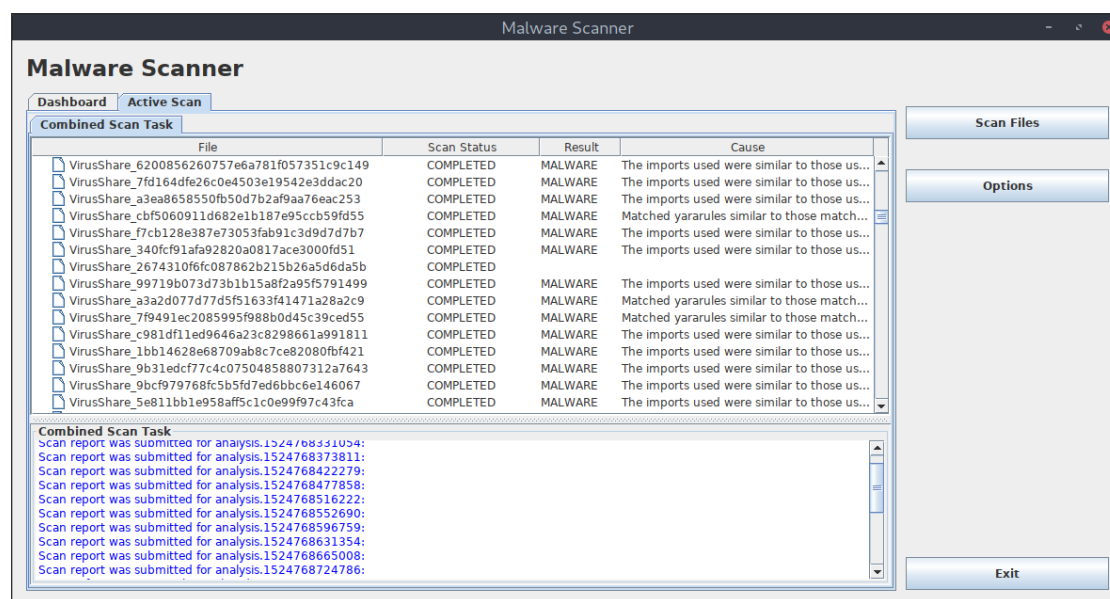 Malware Scanner
Malware Scanner
Dashboard Active Scan
Combined Scan Task
File Scan Status Result Cause
VirusShare_6200856260757e6a781f057351c9c149 COMPLETED MALWARE The imports used were similar to those us...
VirusShare_7fd164dfe26c0e4503e19542e3ddac20 COMPLETED MALWARE The imports used were similar to those us...
VirusShare_a3ea8658550fb50d7b2af9aa76eac253 COMPLETED MALWARE The imports used were similar to those us...
VirusShare_cbf5060911d682e1b187e95ccb59fd55 COMPLETED MALWARE Matched yararules similar to those match...
VirusShare_f7cb128e387e73053fab91c3d9d7d7b7 COMPLETED MALWARE The imports used were similar to those us...
VirusShare_340fcf91afa92820a0817ace3000fd51 COMPLETED MALWARE The imports used were similar to those us...
VirusShare_2674310f6fc087862b215b26a5d6da5b COMPLETED
VirusShare_99719b073d73b1b15a8f2a95f5791499 COMPLETED MALWARE The imports used were similar to those us...
VirusShare_a3a2d077d77d5f51633f41471a28a2c9 COMPLETED MALWARE Matched yararules similar to those match...
VirusShare_7f9491ec2085995f988b0d45c39ced55 COMPLETED MALWARE Matched yararules similar to those match...
VirusShare_c981df11ed9646a23c8298661a991811 COMPLETED MALWARE The imports used were similar to those us...
VirusShare_1bb14628e68709ab8c7ce82080fbf421 COMPLETED MALWARE The imports used were similar to those us...
VirusShare_9b31edcf77c4c07504858807312a7643 COMPLETED MALWARE The imports used were similar to those us...
VirusShare_9bcf979768fc5b5fd7ed6bbc6e146067 COMPLETED MALWARE The imports used were similar to those us...
VirusShare_5e811bb1e958aff5c1c0e99f97c43fca COMPLETED MALWARE The imports used were similar to those us...
Combined Scan Task
Scan report was submitted for analysis.1524768331054:
Scan report was submitted for analysis.1524768373811:
Scan report was submitted for analysis.1524768422279:
Scan report was submitted for analysis.1524768477858:
Scan report was submitted for analysis.1524768516222:
Scan report was submitted for analysis.1524768552690:
Scan report was submitted for analysis.1524768596759:
Scan report was submitted for analysis.1524768631354:
Scan report was submitted for analysis.1524768665008:
Scan report was submitted for analysis.1524768724786:
Scan Files
Options
Exit